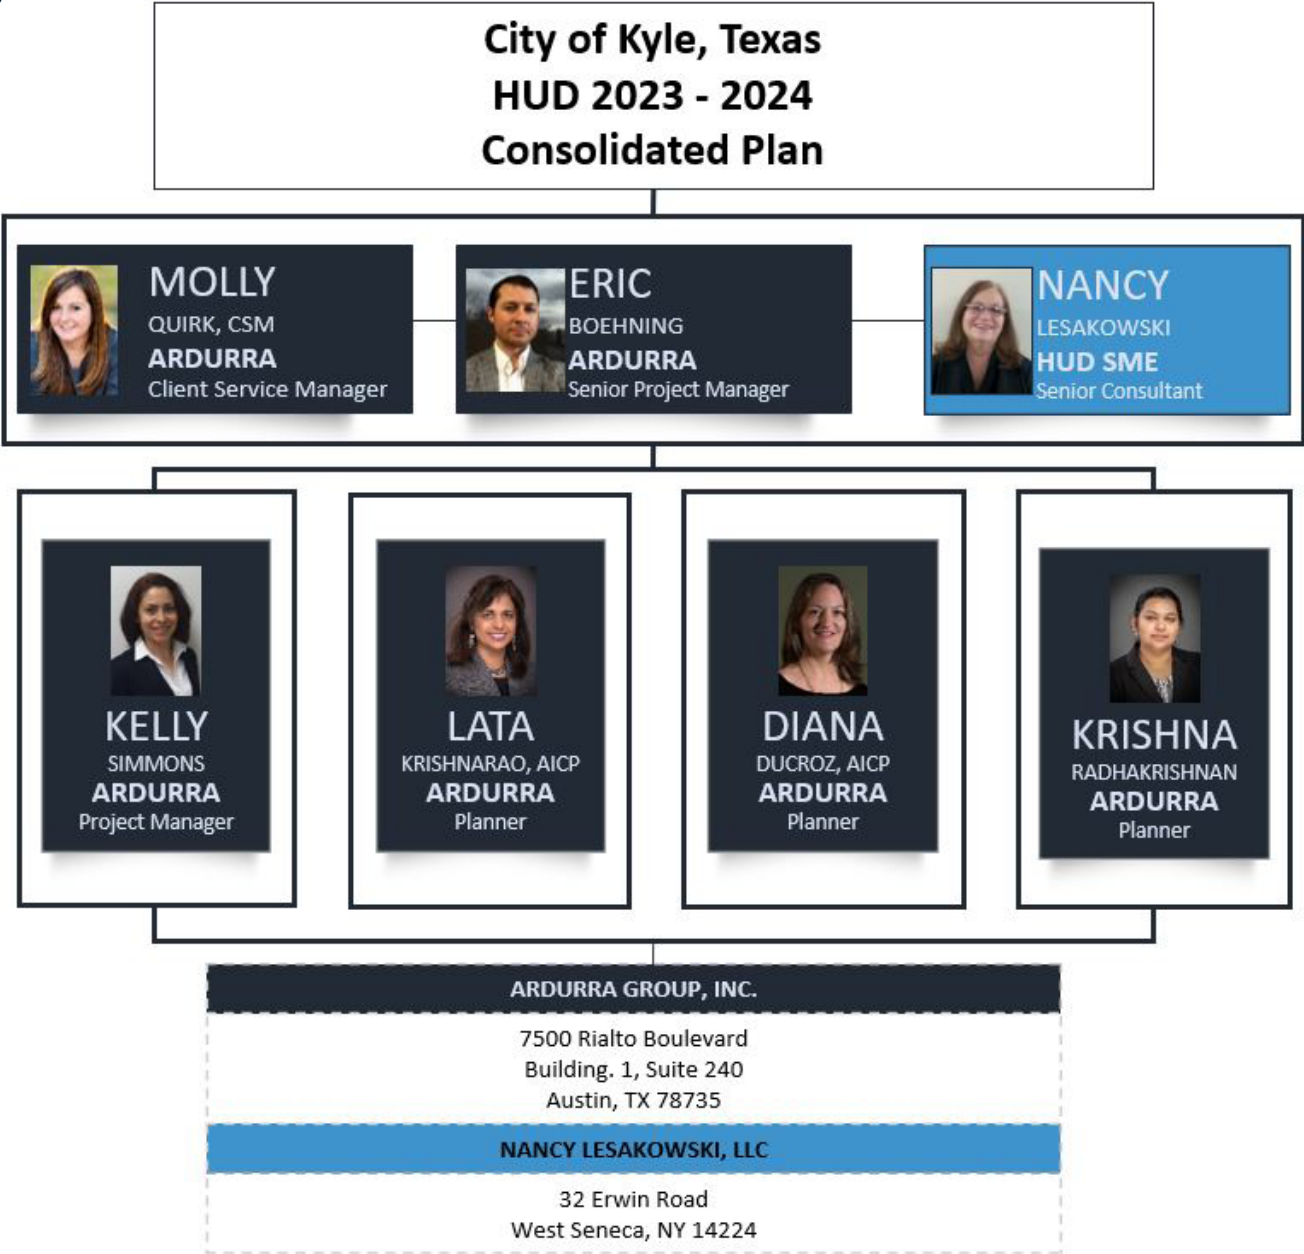 City of Kyle, Texas
HUD 2023 - 2024
Consolidated Plan
MOLLY
QUIRK, CSM
ARDURRA
Client Service Manager
ERIC
BOEHNING
ARDURRA
Senior Project Manager
NANCY
LESAKOWSKI
HUD SME
Senior Consultant
KELLY
SIMMONS
ARDURRA
Project Manager
LATA
KRISHNARAO, AICP
ARDURRA
Planner
DIANA
DUCROZ, AICP
ARDURRA
Planner
KRISHNA
RADHAKRISHNAN
ARDURRA
Planner
ARDURRA GROUP, INC.
7500 Rialto Boulevard
Building. 1, Suite 240
Austin, TX 78735
NANCY LESAKOWSKI, LLC
32 Erwin Road
West Seneca, NY 14224